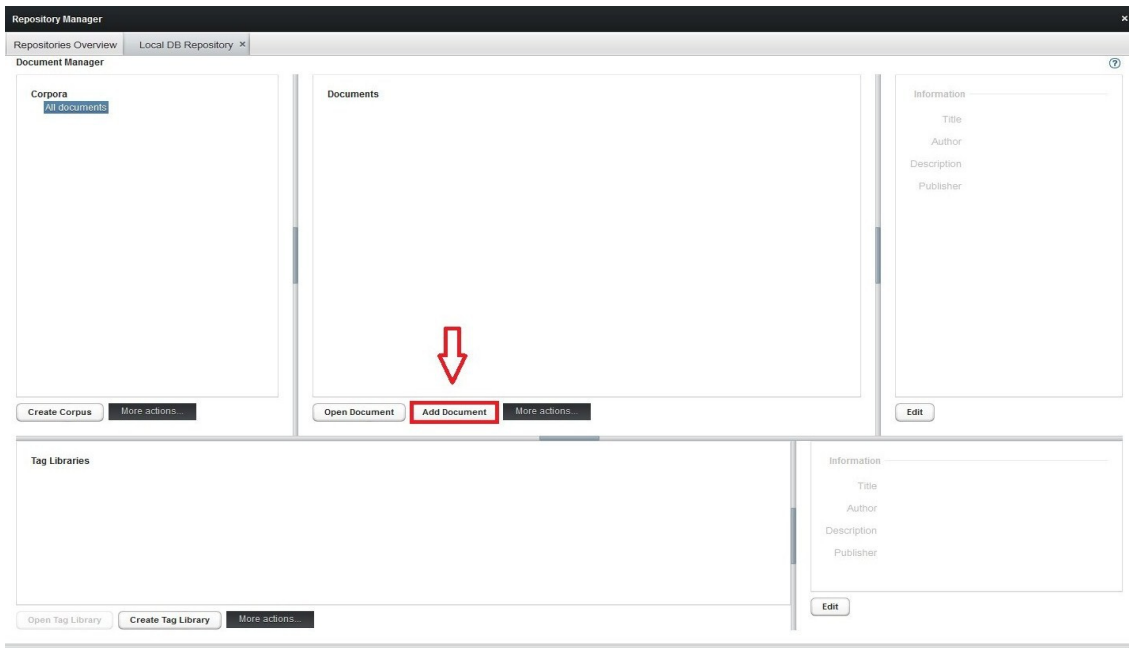 Repository Manager
×
Repositories Overview
Local DB Repository ×
Document Manager
?
Corpora
All documents
Documents
Information
Title
Author
Description
Publisher
Create Corpus
More actions...
Open Document
Add Document
More actions...
Edit
Tag Libraries
Information
Title
Author
Description
Publisher
Open Tag Library
Create Tag Library
More actions...
Edit